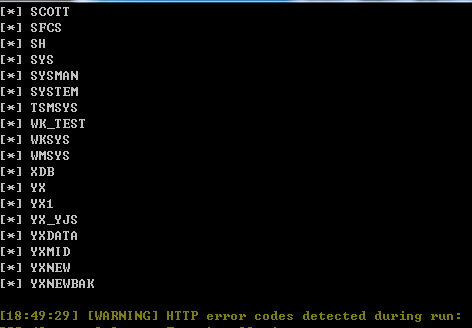 [*] SCOTT
[*] SFCS
[*] SH
[*] SYS
[*] SYSMAN
[*] SYSTEM
[*] TSMSYS
[*] WK_TEST
[*] WKSYS
[*] WMSYS
[*] XDB
[*] YX
[*] YX1
[*] YX_YJS
[*] YXDATA
[*] YXMID
[*] YXNEW
[*] YXNEWBAK
[18:49:29] [WARNING] HTTP error codes detected during run: